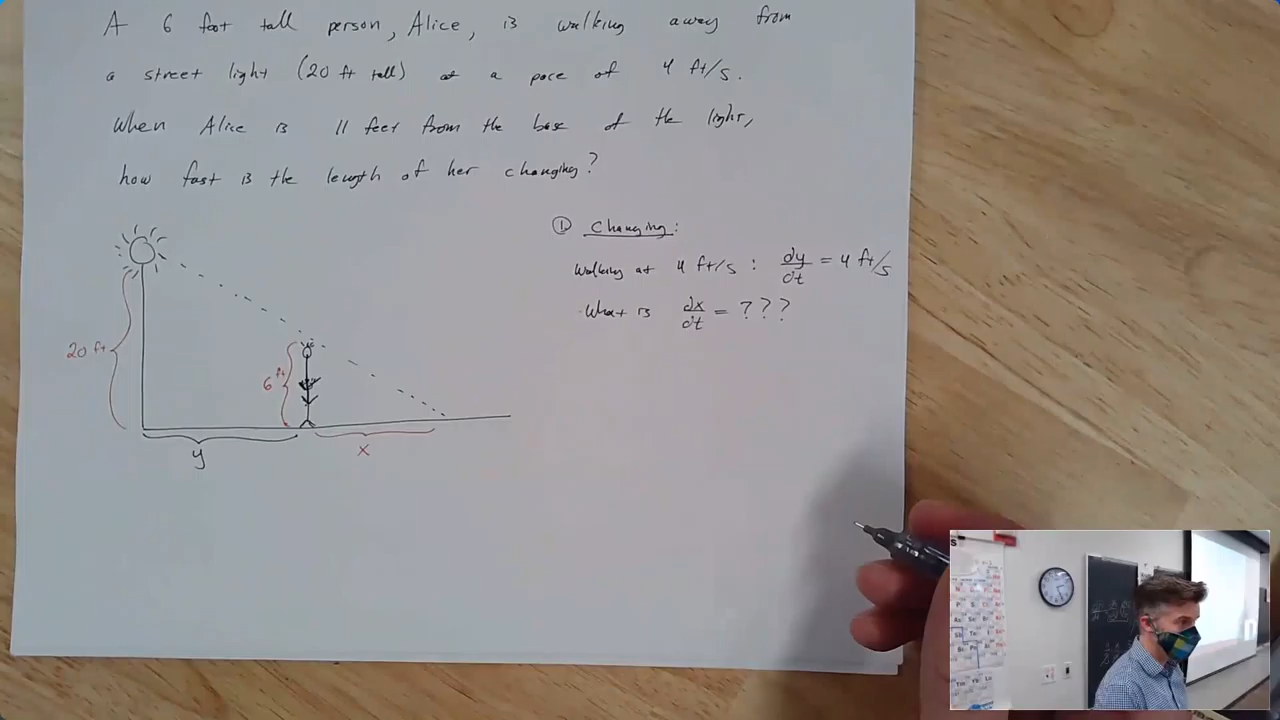 A 6 foot tall person, Alice, is walking away from
a street light (20 ft tall) at a pace of 4 ft/s.
When Alice is 11 feet from the base of the light,
how fast is the length of her changing?
① Changing:
Walking at 4 ft/s : dy/dt = 4 ft/s
What is dx/dt = ???
20 ft
6 ft
y
x